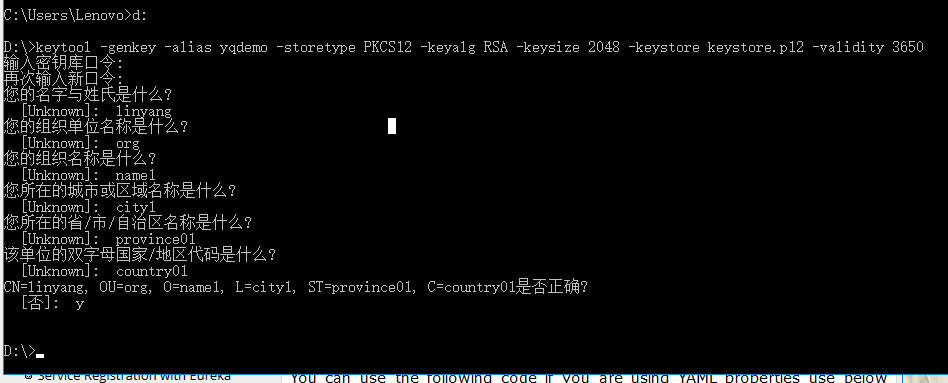 C:\Users\Lenovo>d:
D:\>keytool -genkey -alias yqdemo -storetype PKCS12 -keyalg RSA -keysize 2048 -keystore keystore.p12 -validity 3650
输入密钥库口令:
再次输入新口令:
您的名字与姓氏是什么?
[Unknown]: linyang
您的组织单位名称是什么?
[Unknown]: org
您的组织名称是什么?
[Unknown]: name1
您所在的城市或区域名称是什么?
[Unknown]: city1
您所在的省/市/自治区名称是什么?
[Unknown]: province01
该单位的双字母国家/地区代码是什么?
[Unknown]: country01
CN=linyang, OU=org, O=name1, L=city1, ST=province01, C=country01是否正确?
[否]: y
D:\>
Service Registration with Eureka
You can use the following code if you are using YAML properties use below